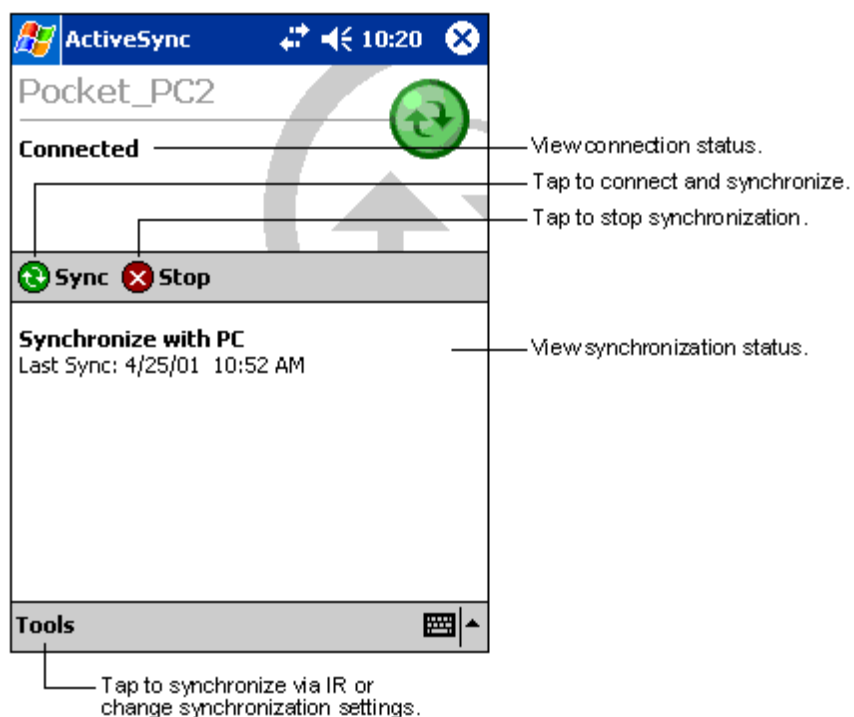 ActiveSync 10:20
Pocket_PC2
Connected
View connection status.
Tap to connect and synchronize.
Tap to stop synchronization.
Sync Stop
Synchronize with PC
Last Sync: 4/25/01 10:52 AM
View synchronization status.
Tools
Tap to synchronize via IR or
change synchronization settings.